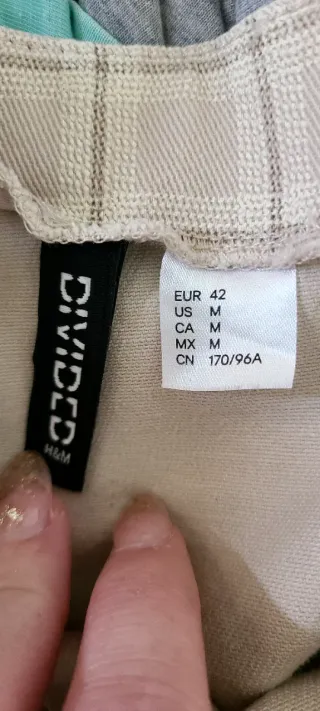 DIVIDED
H&M
EUR 42
US M
CA M
MX M
CN 170/96A